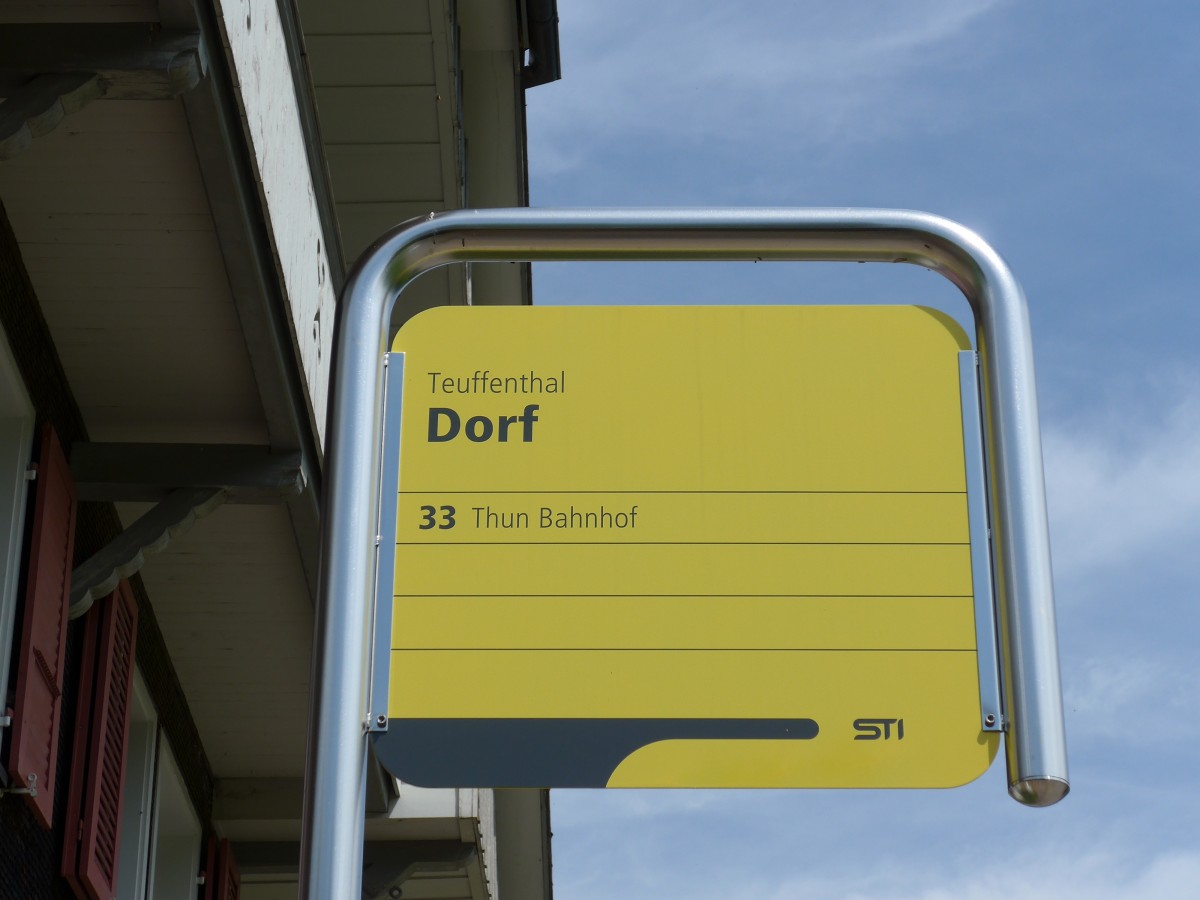 Teuffenthal
Dorf
33 Thun Bahnhof
STI